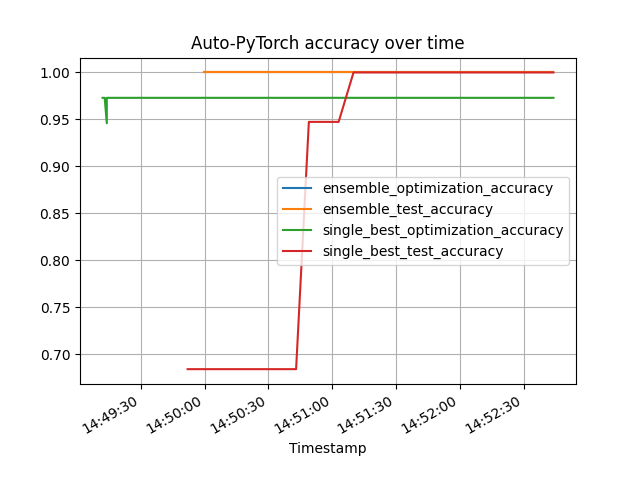 Auto-PyTorch accuracy over time
1.00
0.95
0.90
0.85
0.80
0.75
0.70
ensemble_optimization_accuracy
ensemble_test_accuracy
single_best_optimization_accuracy
single_best_test_accuracy
14:49:30
14:50:00
14:50:30
14:51:00
14:51:30
14:52:00
14:52:30
Timestamp